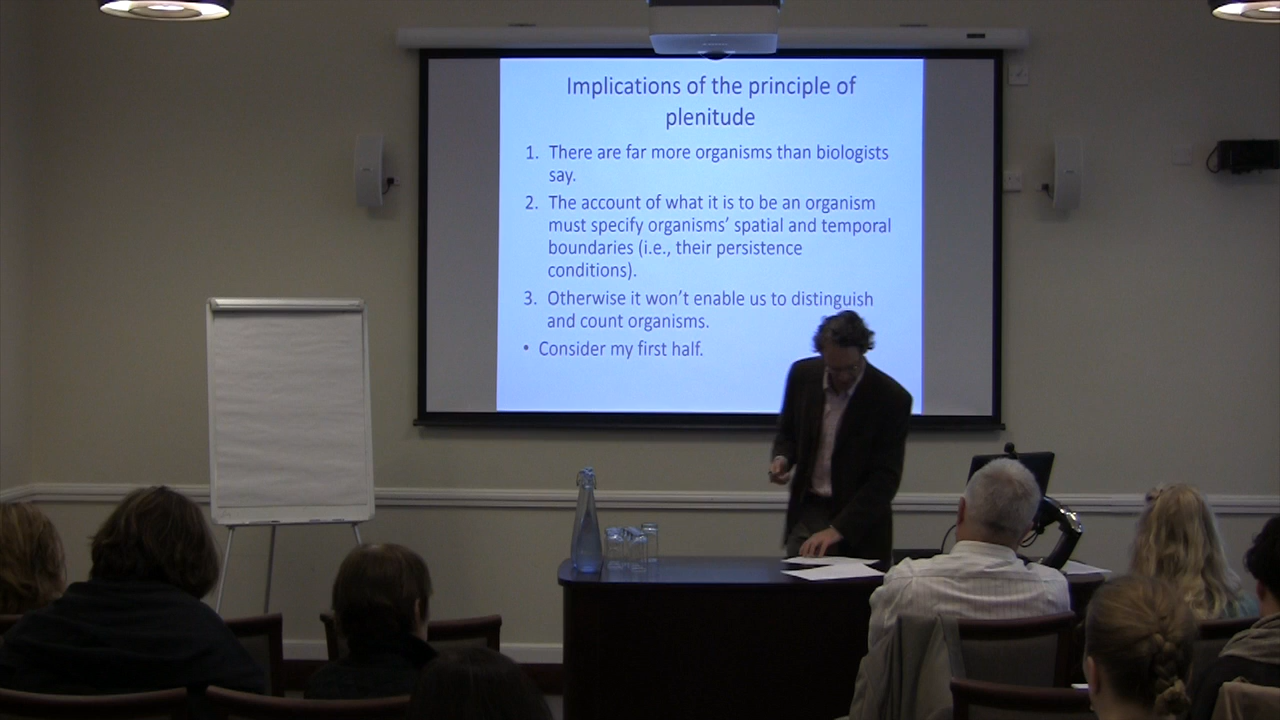 Implications of the principle of
plenitude
1. There are far more organisms than biologists
say.
2. The account of what it is to be an organism
must specify organisms’ spatial and temporal
boundaries (i.e., their persistence
conditions).
3. Otherwise it won’t enable us to distinguish
and count organisms.
• Consider my first half.